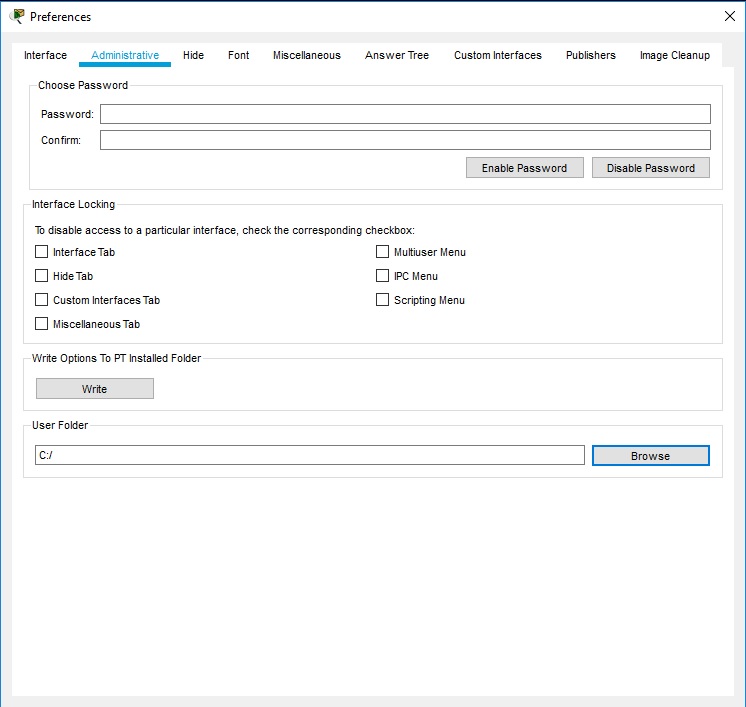 Preferences
Interface Administrative Hide Font Miscellaneous Answer Tree Custom Interfaces Publishers Image Cleanup
Choose Password
Password:
Confirm:
Enable Password Disable Password
Interface Locking
To disable access to a particular interface, check the corresponding checkbox:
Interface Tab Multiuser Menu
Hide Tab IPC Menu
Custom Interfaces Tab Scripting Menu
Miscellaneous Tab
Write Options To PT Installed Folder
Write
User Folder
C:/ Browse